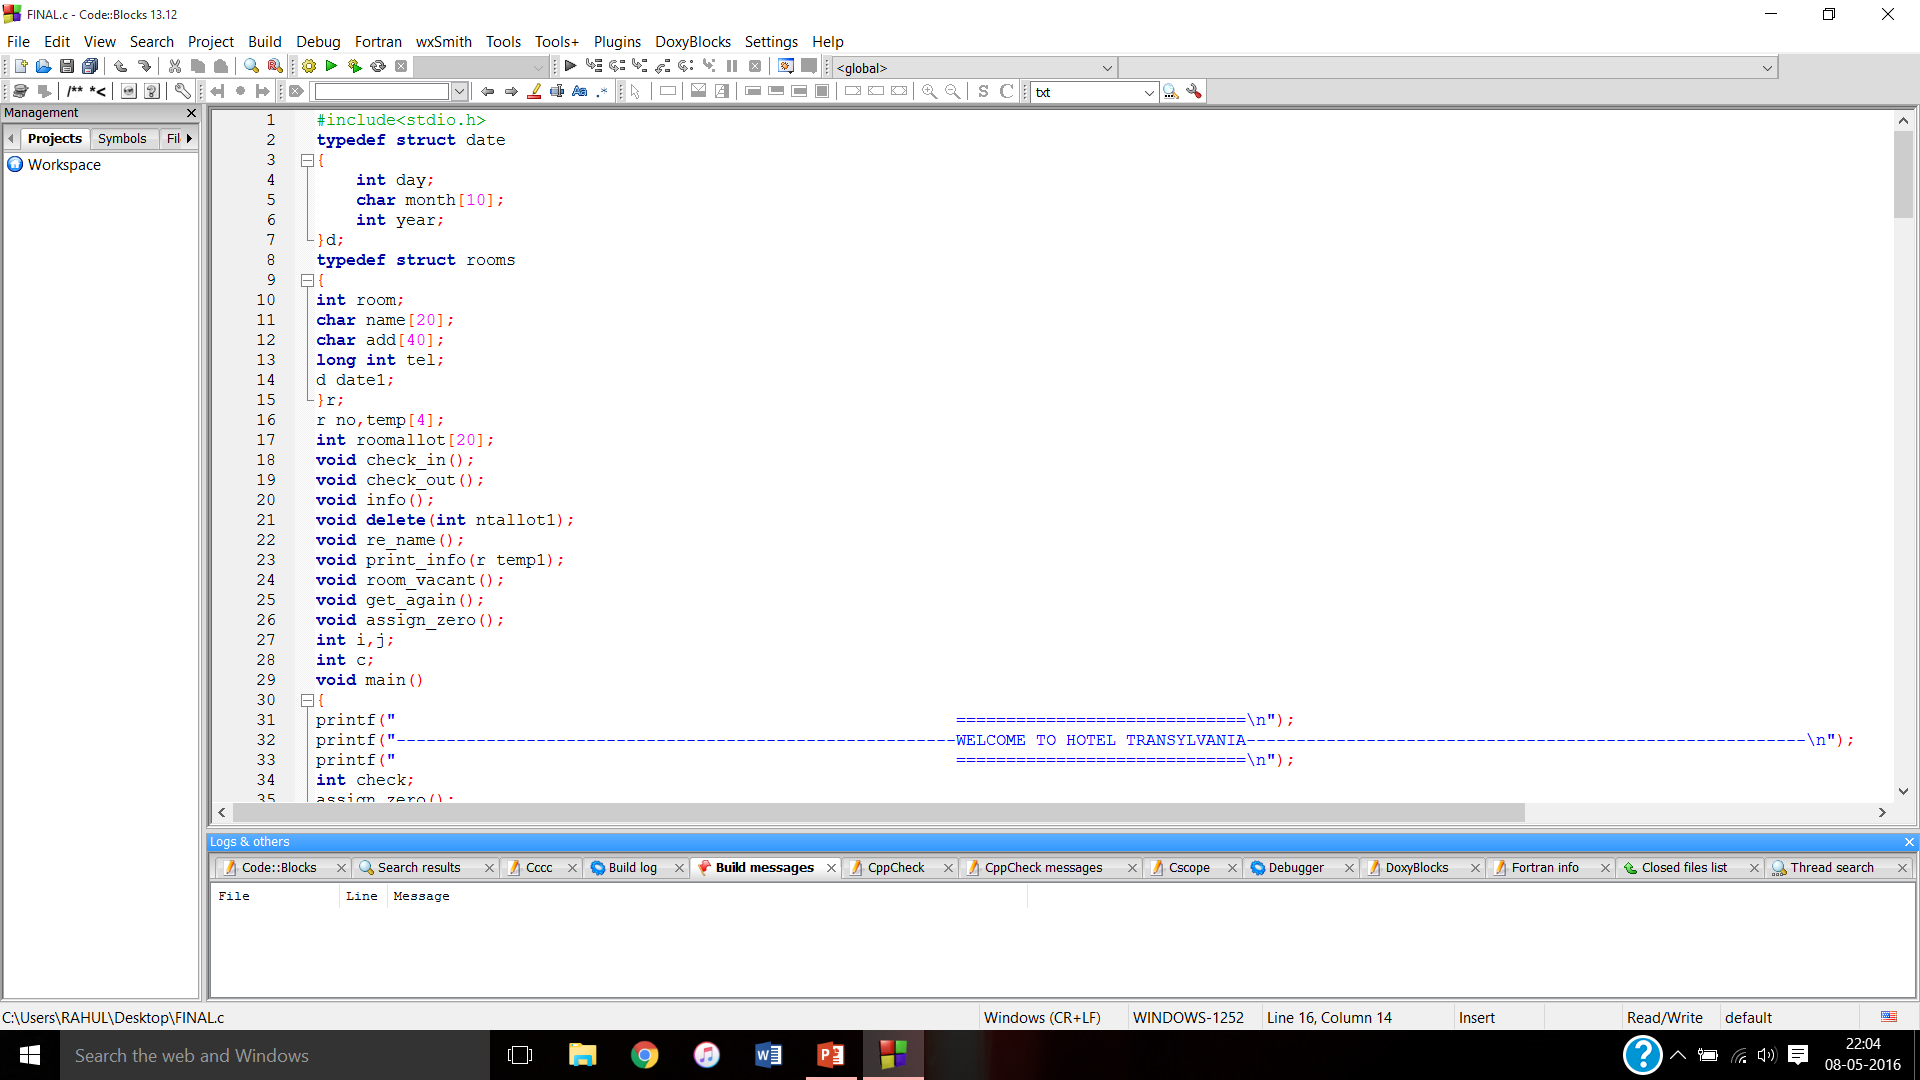 FINAL.c - Code::Blocks 13.12
File Edit View Search Project Build Debug Fortran wxSmith Tools Tools+ Plugins DoxyBlocks Settings Help
<global>
/** *< Aa .* S C txt
Management
Projects Symbols Fil
Workspace
1 #include<stdio.h>
2 typedef struct date
3 {
4 int day;
5 char month[10];
6 int year;
7 }d;
8 typedef struct rooms
9 {
10 int room;
11 char name[20];
12 char add[40];
13 long int tel;
14 d date1;
15 }r;
16 r no,temp[4];
17 int roomallot[20];
18 void check_in();
19 void check_out();
20 void info();
21 void delete(int ntallot1);
22 void re_name();
23 void print_info(r temp1);
24 void room_vacant();
25 void get_again();
26 void assign_zero();
27 int i,j;
28 int c;
29 void main()
30 {
31 printf("                                                        =============================\n");
32 printf("--------------------------------------------------------WELCOME TO HOTEL TRANSYLVANIA--------------------------------------------------------\n");
33 printf("                                                        =============================\n");
34 int check;
35 assign_zero();
Logs & others
Code::Blocks Search results Cccc Build log Build messages CppCheck CppCheck messages Cscope Debugger DoxyBlocks Fortran info Closed files list Thread search
File Line Message
C:\Users\RAHUL\Desktop\FINAL.c Windows (CR+LF) WINDOWS-1252 Line 16, Column 14 Insert Read/Write default
Search the web and Windows
22:04
08-05-2016